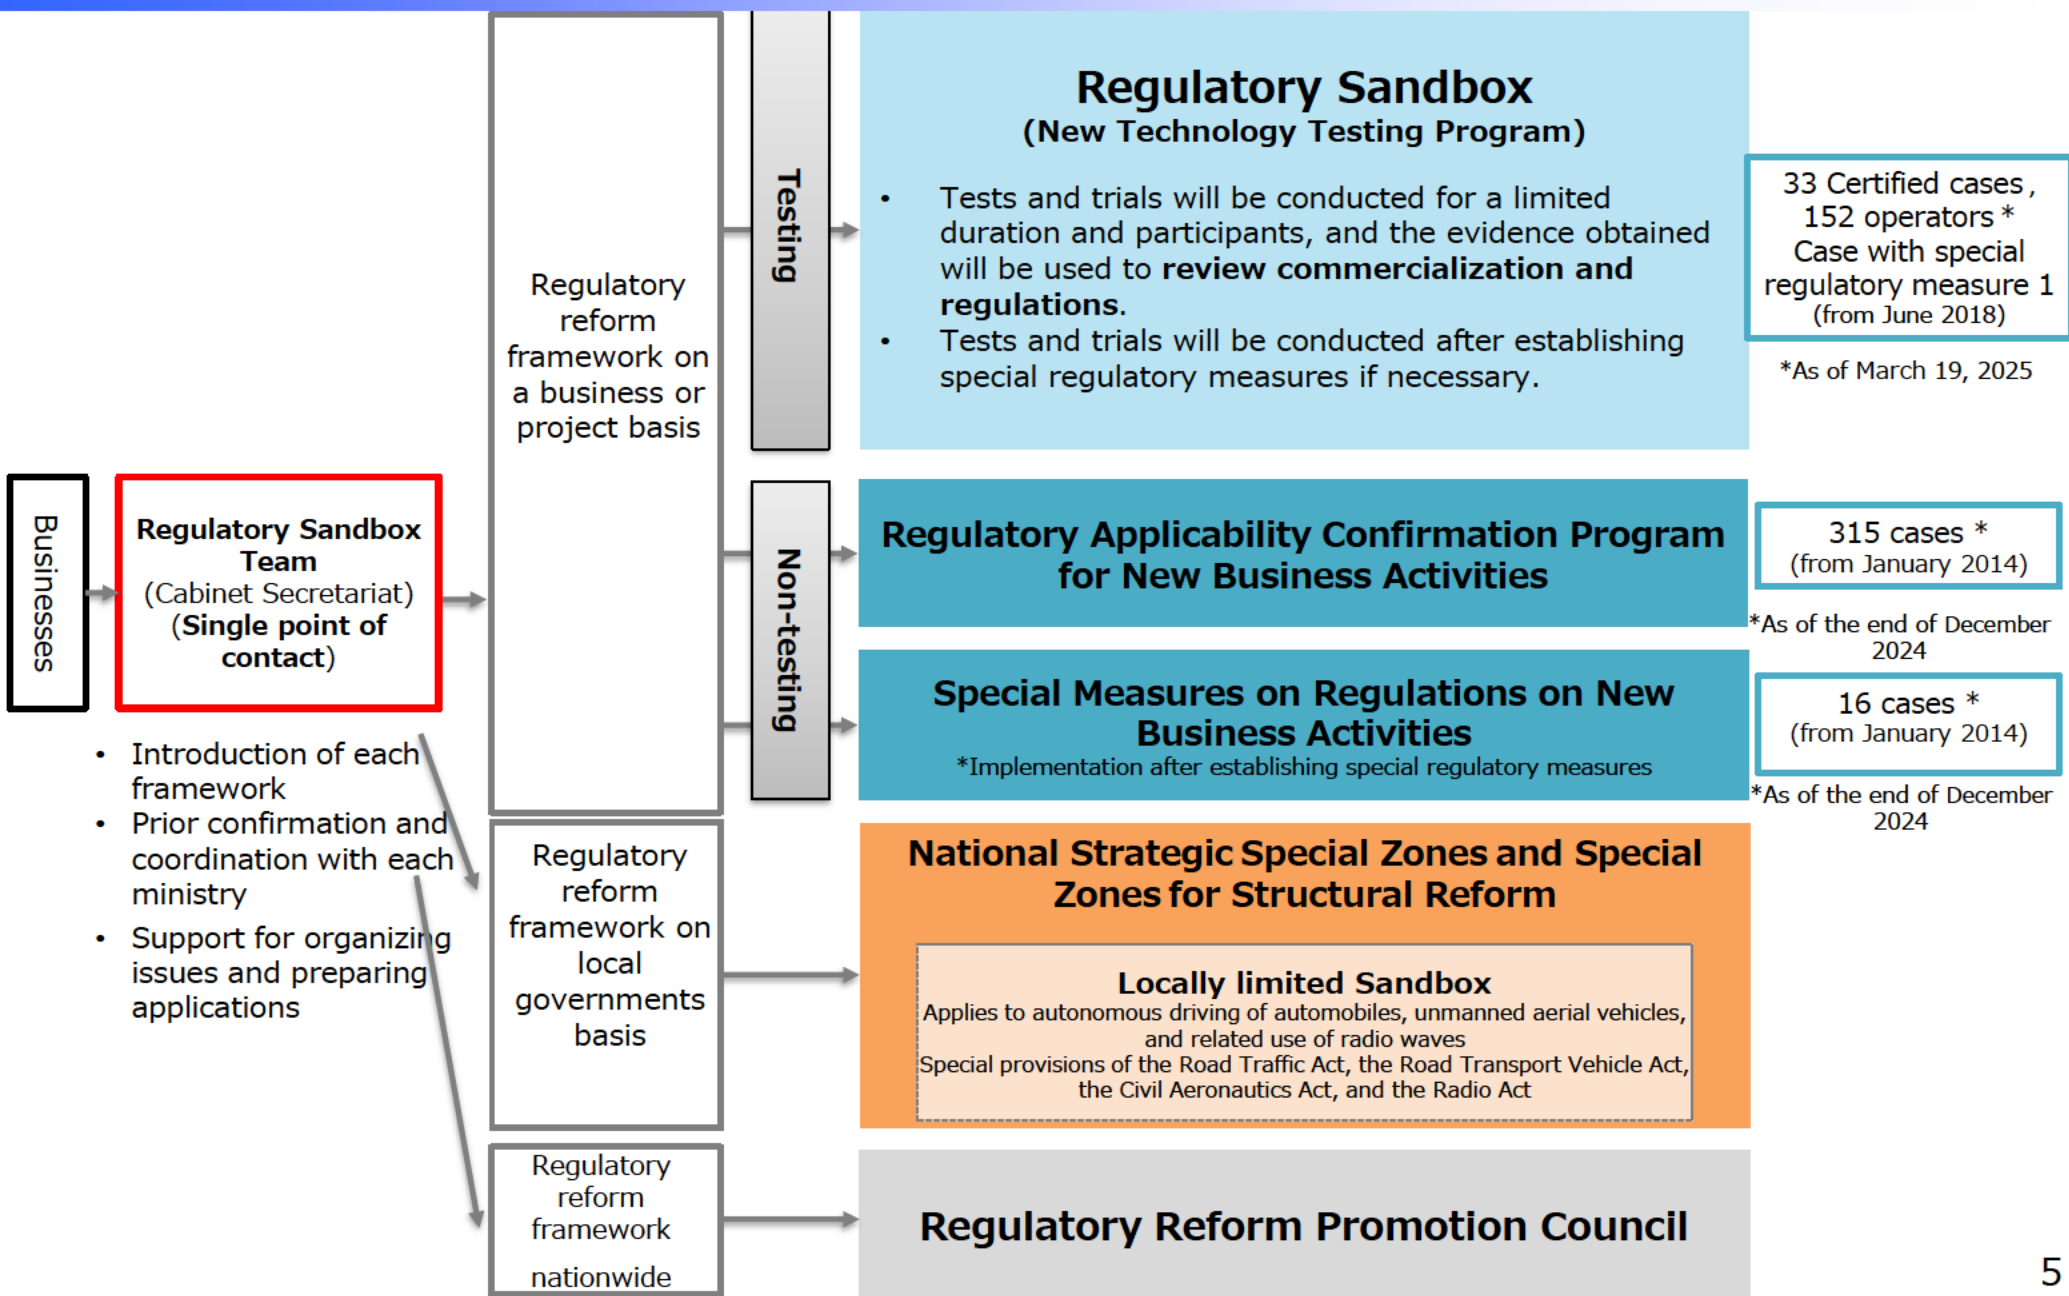 Businesses
Regulatory Sandbox
Team
(Cabinet Secretariat)
(Single point of
contact)
• Introduction of each
framework
• Prior confirmation and
coordination with each
ministry
• Support for organizing
issues and preparing
applications
Regulatory
reform
framework on
a business or
project basis
Testing
Regulatory Sandbox
(New Technology Testing Program)
• Tests and trials will be conducted for a limited
duration and participants, and the evidence obtained
will be used to review commercialization and
regulations.
• Tests and trials will be conducted after establishing
special regulatory measures if necessary.
33 Certified cases,
152 operators *
Case with special
regulatory measure 1
(from June 2018)
*As of March 19, 2025
Non-testing
Regulatory Applicability Confirmation Program
for New Business Activities
315 cases *
(from January 2014)
*As of the end of December
2024
Special Measures on Regulations on New
Business Activities
*Implementation after establishing special regulatory measures
16 cases *
(from January 2014)
*As of the end of December
2024
Regulatory
reform
framework on
local
governments
basis
National Strategic Special Zones and Special
Zones for Structural Reform
Locally limited Sandbox
Applies to autonomous driving of automobiles, unmanned aerial vehicles,
and related use of radio waves
Special provisions of the Road Traffic Act, the Road Transport Vehicle Act,
the Civil Aeronautics Act, and the Radio Act
Regulatory
reform
framework
nationwide
Regulatory Reform Promotion Council
5